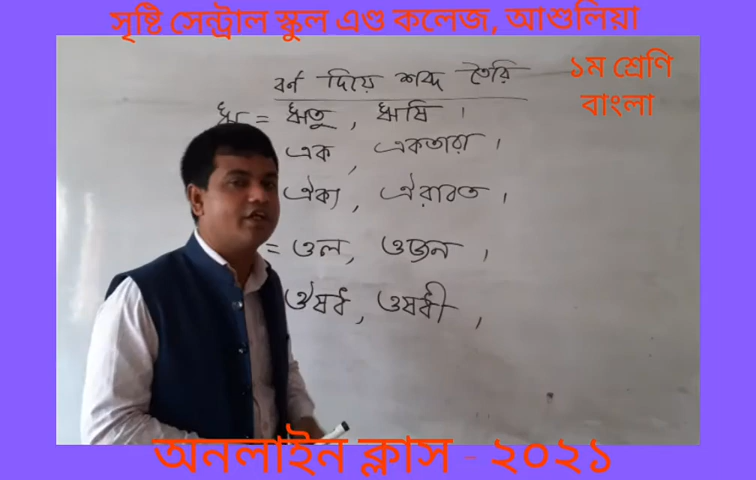 সৃষ্টি সেন্ট্রাল স্কুল এণ্ড কলেজ, আশুলিয়া
১ম শ্রেণি
বাংলা
বর্ণ দিয়ে শব্দ তৈরি
ঋ = ঋতু, ঋষি ।
এক, একতারা ।
ঐক্য, ঐরাবত ।
= ওল, ওজন ।
ঔষধ, ওষধী ,
অনলাইন ক্লাস - ২০২১